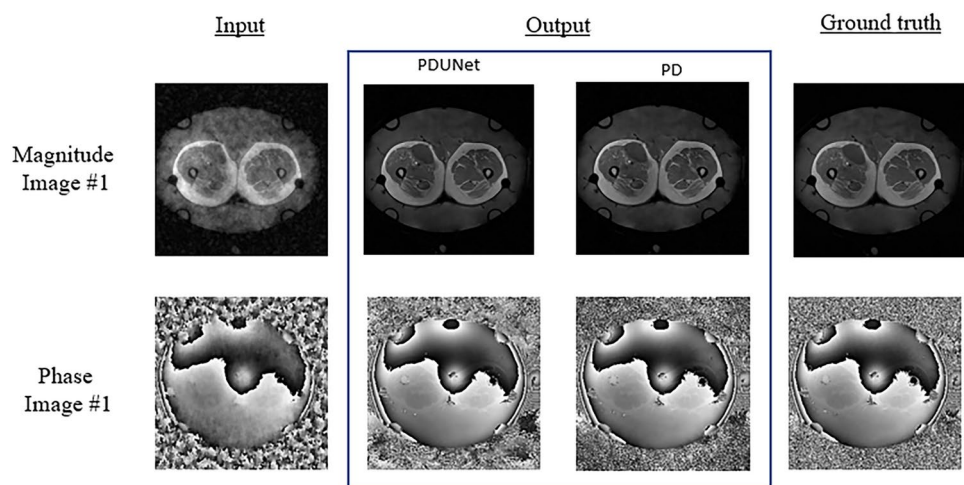 Input
Output
Ground truth
PDUNet
PD
Magnitude
Image #1
Phase
Image #1